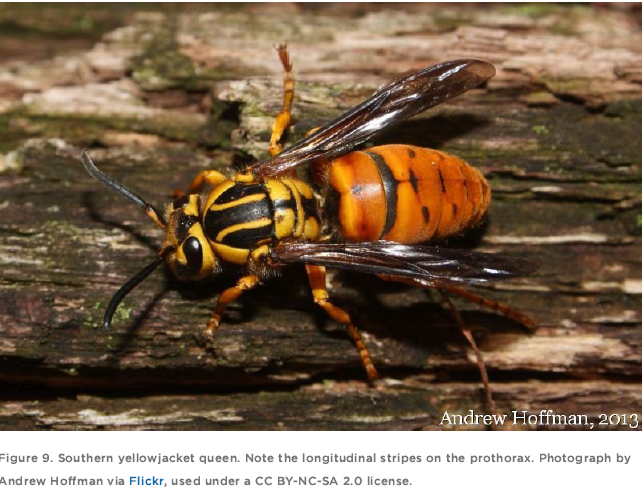 Andrew Hoffman, 2013
Figure 9. Southern yellowjacket queen. Note the longitudinal stripes on the prothorax. Photograph by
Andrew Hoffman via Flickr, used under a CC BY-NC-SA 2.0 license.